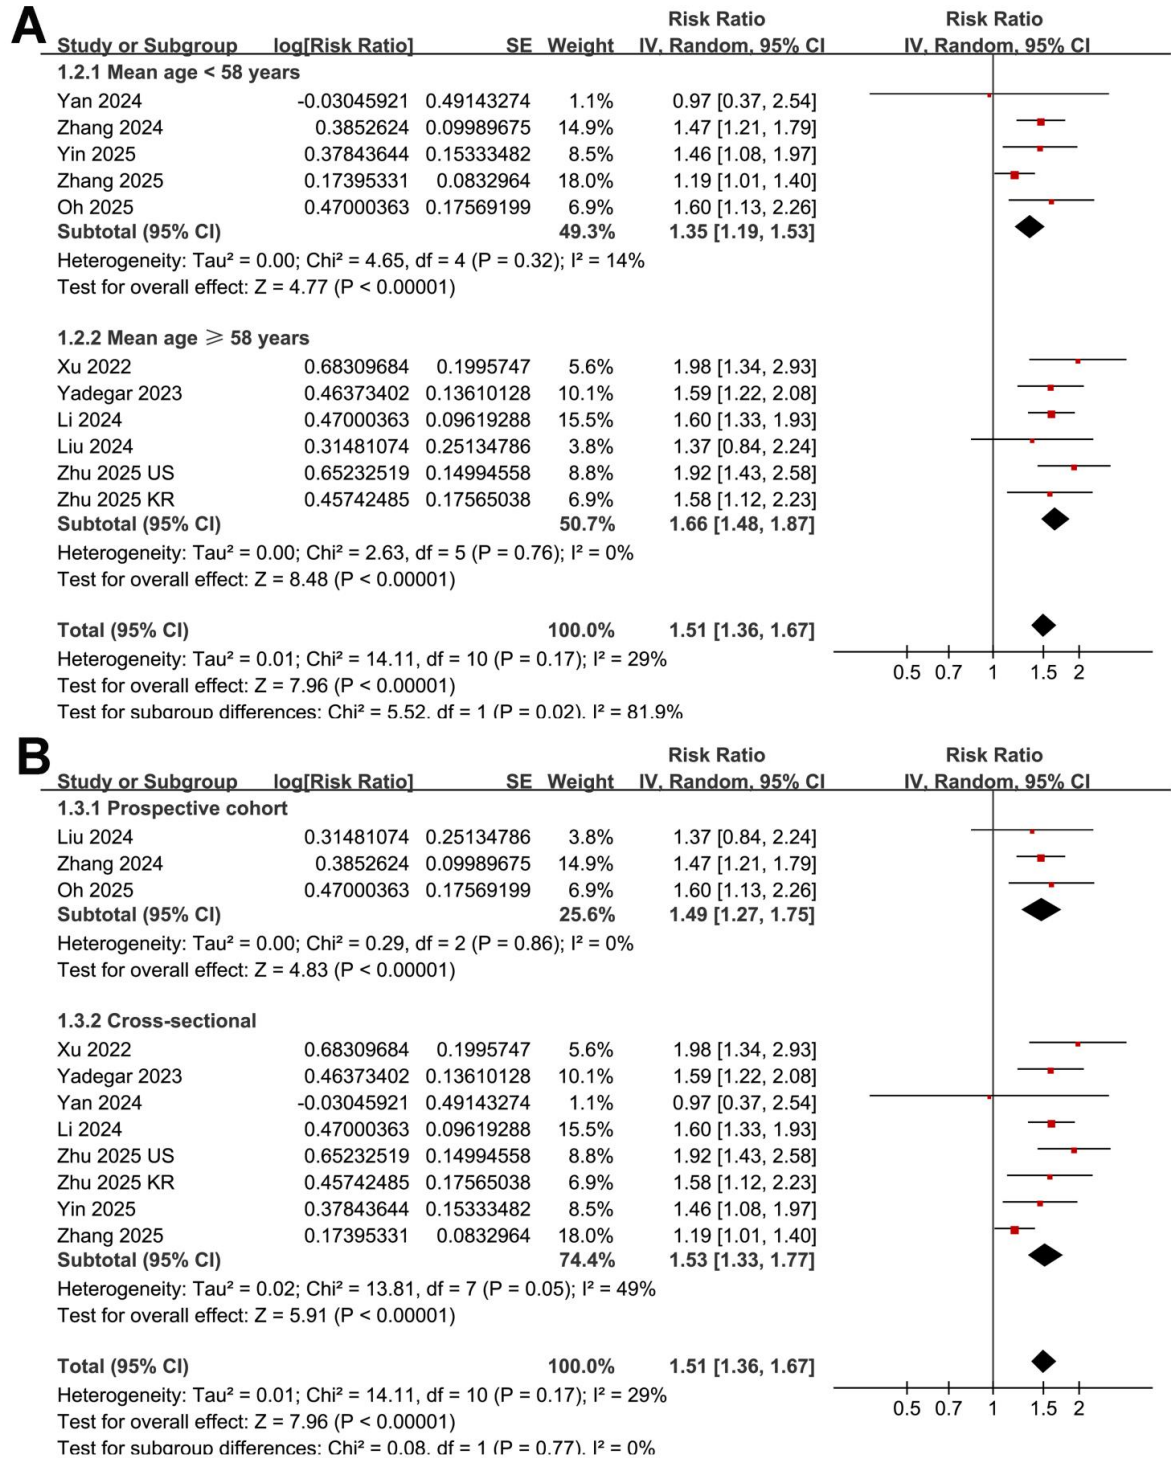 A
Risk Ratio Risk Ratio
Study or Subgroup log[Risk Ratio] SE Weight IV, Random, 95% CI IV, Random, 95% CI
1.2.1 Mean age < 58 years
Yan 2024 -0.03045921 0.49143274 1.1% 0.97 [0.37, 2.54]
Zhang 2024 0.3852624 0.09989675 14.9% 1.47 [1.21, 1.79]
Yin 2025 0.37843644 0.15333482 8.5% 1.46 [1.08, 1.97]
Zhang 2025 0.17395331 0.0832964 18.0% 1.19 [1.01, 1.40]
Oh 2025 0.47000363 0.17569199 6.9% 1.60 [1.13, 2.26]
Subtotal (95% CI) 49.3% 1.35 [1.19, 1.53]
Heterogeneity: Tau² = 0.00; Chi² = 4.65, df = 4 (P = 0.32); I² = 14%
Test for overall effect: Z = 4.77 (P < 0.00001)
1.2.2 Mean age ≥ 58 years
Xu 2022 0.68309684 0.1995747 5.6% 1.98 [1.34, 2.93]
Yadegar 2023 0.46373402 0.13610128 10.1% 1.59 [1.22, 2.08]
Li 2024 0.47000363 0.09619288 15.5% 1.60 [1.33, 1.93]
Liu 2024 0.31481074 0.25134786 3.8% 1.37 [0.84, 2.24]
Zhu 2025 US 0.65232519 0.14994558 8.8% 1.92 [1.43, 2.58]
Zhu 2025 KR 0.45742485 0.17565038 6.9% 1.58 [1.12, 2.23]
Subtotal (95% CI) 50.7% 1.66 [1.48, 1.87]
Heterogeneity: Tau² = 0.00; Chi² = 2.63, df = 5 (P = 0.76); I² = 0%
Test for overall effect: Z = 8.48 (P < 0.00001)
Total (95% CI) 100.0% 1.51 [1.36, 1.67]
Heterogeneity: Tau² = 0.01; Chi² = 14.11, df = 10 (P = 0.17); I² = 29%
Test for overall effect: Z = 7.96 (P < 0.00001)
Test for subgroup differences: Chi² = 5.52, df = 1 (P = 0.02), I² = 81.9%
0.5 0.7 1 1.5 2
B
Risk Ratio Risk Ratio
Study or Subgroup log[Risk Ratio] SE Weight IV, Random, 95% CI IV, Random, 95% CI
1.3.1 Prospective cohort
Liu 2024 0.31481074 0.25134786 3.8% 1.37 [0.84, 2.24]
Zhang 2024 0.3852624 0.09989675 14.9% 1.47 [1.21, 1.79]
Oh 2025 0.47000363 0.17569199 6.9% 1.60 [1.13, 2.26]
Subtotal (95% CI) 25.6% 1.49 [1.27, 1.75]
Heterogeneity: Tau² = 0.00; Chi² = 0.29, df = 2 (P = 0.86); I² = 0%
Test for overall effect: Z = 4.83 (P < 0.00001)
1.3.2 Cross-sectional
Xu 2022 0.68309684 0.1995747 5.6% 1.98 [1.34, 2.93]
Yadegar 2023 0.46373402 0.13610128 10.1% 1.59 [1.22, 2.08]
Yan 2024 -0.03045921 0.49143274 1.1% 0.97 [0.37, 2.54]
Li 2024 0.47000363 0.09619288 15.5% 1.60 [1.33, 1.93]
Zhu 2025 US 0.65232519 0.14994558 8.8% 1.92 [1.43, 2.58]
Zhu 2025 KR 0.45742485 0.17565038 6.9% 1.58 [1.12, 2.23]
Yin 2025 0.37843644 0.15333482 8.5% 1.46 [1.08, 1.97]
Zhang 2025 0.17395331 0.0832964 18.0% 1.19 [1.01, 1.40]
Subtotal (95% CI) 74.4% 1.53 [1.33, 1.77]
Heterogeneity: Tau² = 0.02; Chi² = 13.81, df = 7 (P = 0.05); I² = 49%
Test for overall effect: Z = 5.91 (P < 0.00001)
Total (95% CI) 100.0% 1.51 [1.36, 1.67]
Heterogeneity: Tau² = 0.01; Chi² = 14.11, df = 10 (P = 0.17); I² = 29%
Test for overall effect: Z = 7.96 (P < 0.00001)
Test for subgroup differences: Chi² = 0.08, df = 1 (P = 0.77), I² = 0%
0.5 0.7 1 1.5 2